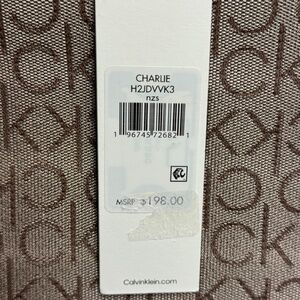 CHARLIE
H2JDVVK3
nzs
1 96745 72682 1
MSRP $198.00
Calvinklein.com